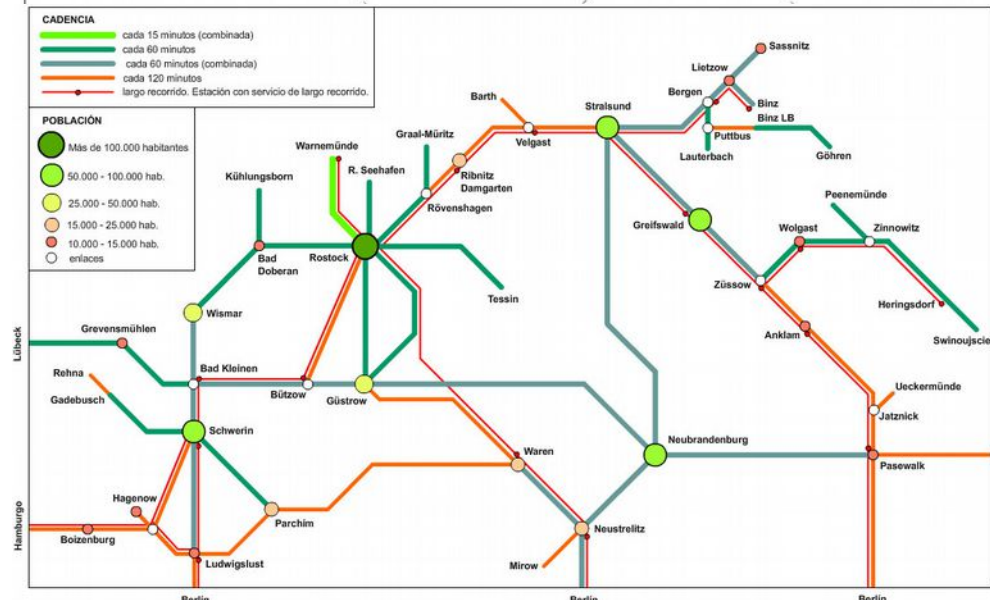 CADENCIA
cada 15 minutos (combinada)
cada 60 minutos
cada 60 minutos (combinada)
cada 120 minutos
largo recorrido. Estación con servicio de largo recorrido.
POBLACIÓN
Más de 100.000 habitantes
50.000 - 100.000 hab.
25.000 - 50.000 hab.
15.000 - 25.000 hab.
10.000 - 15.000 hab.
enlaces
Sassnitz
Lietzow
Bergen
Binz
Binz LB
Puttbus
Lauterbach
Göhren
Barth
Stralsund
Velgast
Graal-Müritz
Warnemünde
R. Seehafen
Ribnitz
Damgarten
Rövenshagen
Kühlungsborn
Peenemünde
Greifswald
Wolgast
Zinnowitz
Rostock
Bad
Doberan
Tessin
Züssow
Heringsdorf
Wismar
Anklam
Swinoujscie
Lübeck
Grevensmühlen
Rehna
Bad Kleinen
Gadebusch
Bützow
Güstrow
Ueckermünde
Jatznick
Schwerin
Neubrandenburg
Waren
Pasewalk
Hagenow
Parchim
Hamburgo
Boizenburg
Neustrelitz
Ludwigslust
Mirow
Berlin
Berlin
Berlin